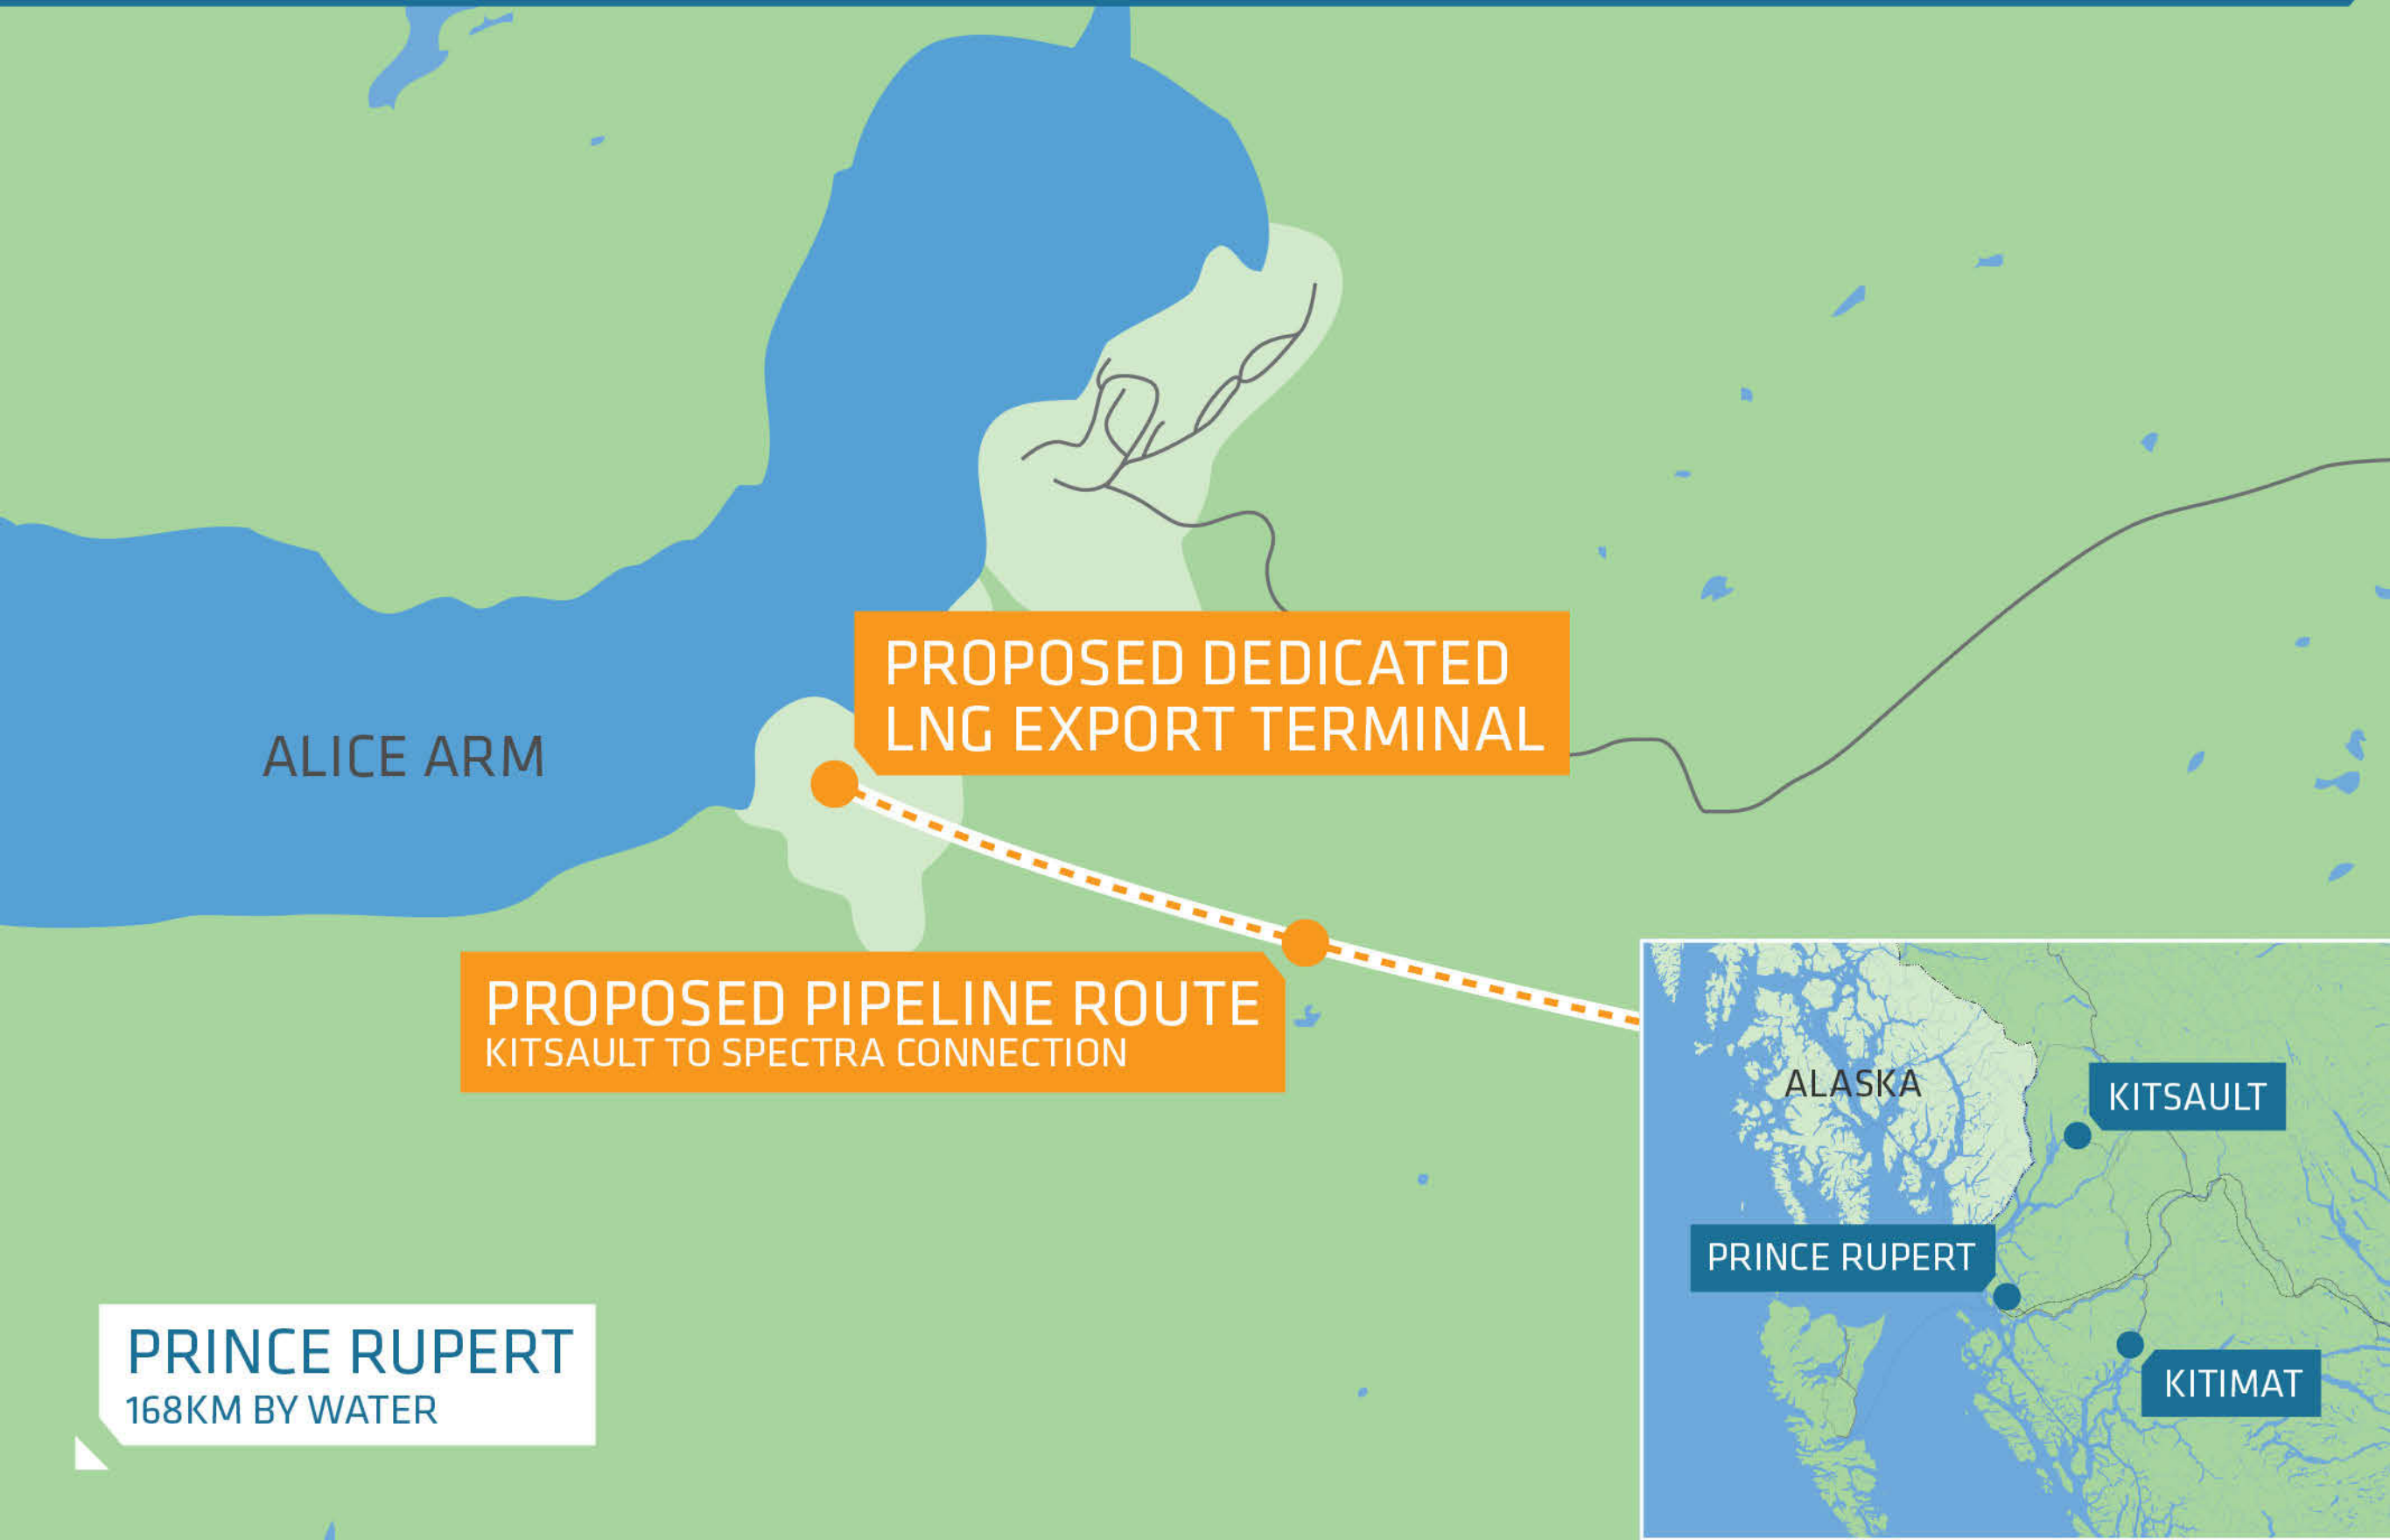 PROPOSED DEDICATED
LNG EXPORT TERMINAL
ALICE ARM
PROPOSED PIPELINE ROUTE
KITSAULT TO SPECTRA CONNECTION
ALASKA
KITSAULT
PRINCE RUPERT
KITIMAT
PRINCE RUPERT
168KM BY WATER